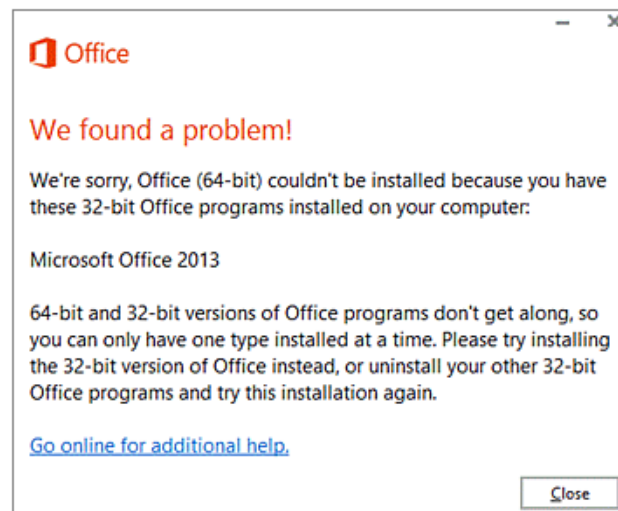 Office
We found a problem!
We're sorry, Office (64-bit) couldn't be installed because you have
these 32-bit Office programs installed on your computer:
Microsoft Office 2013
64-bit and 32-bit versions of Office programs don't get along, so
you can only have one type installed at a time. Please try installing
the 32-bit version of Office instead, or uninstall your other 32-bit
Office programs and try this installation again.
Go online for additional help.
Close